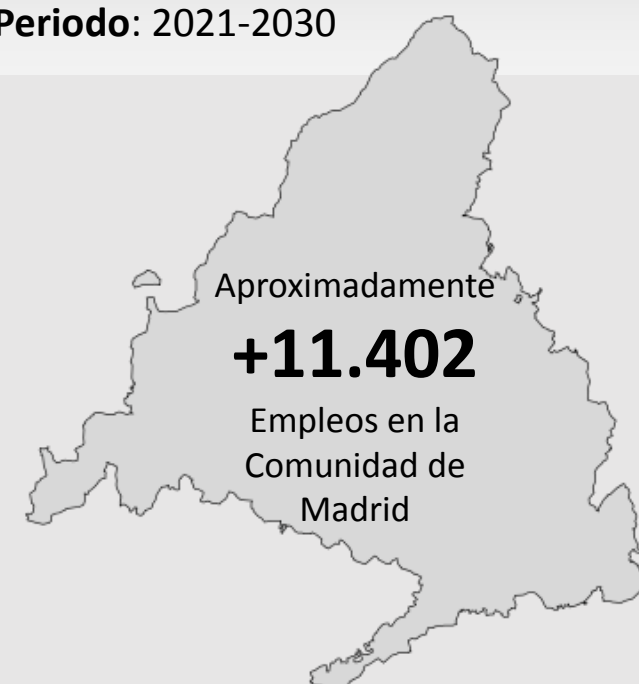 Periodo: 2021-2030
Aproximadamente
+11.402
Empleos en la
Comunidad de
Madrid